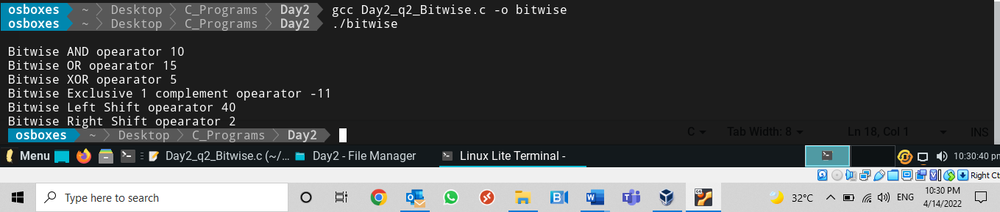 osboxes ~ Desktop C_Programs Day2 gcc Day2_q2_Bitwise.c -o bitwise
osboxes ~ Desktop C_Programs Day2 ./bitwise
Bitwise AND opearator 10
Bitwise OR opearator 15
Bitwise XOR opearator 5
Bitwise Exclusive 1 complement opearator -11
Bitwise Left Shift opearator 40
Bitwise Right Shift opearator 2
osboxes ~ Desktop C_Programs Day2
C Tab Width: 8 Ln 18, Col 1 INS
Menu Day2_q2_Bitwise.c (~/... Day2 - File Manager Linux Lite Terminal - 10:30:40 pm
Right Ct
Type here to search 32°C ENG 10:30 PM
4/14/2022